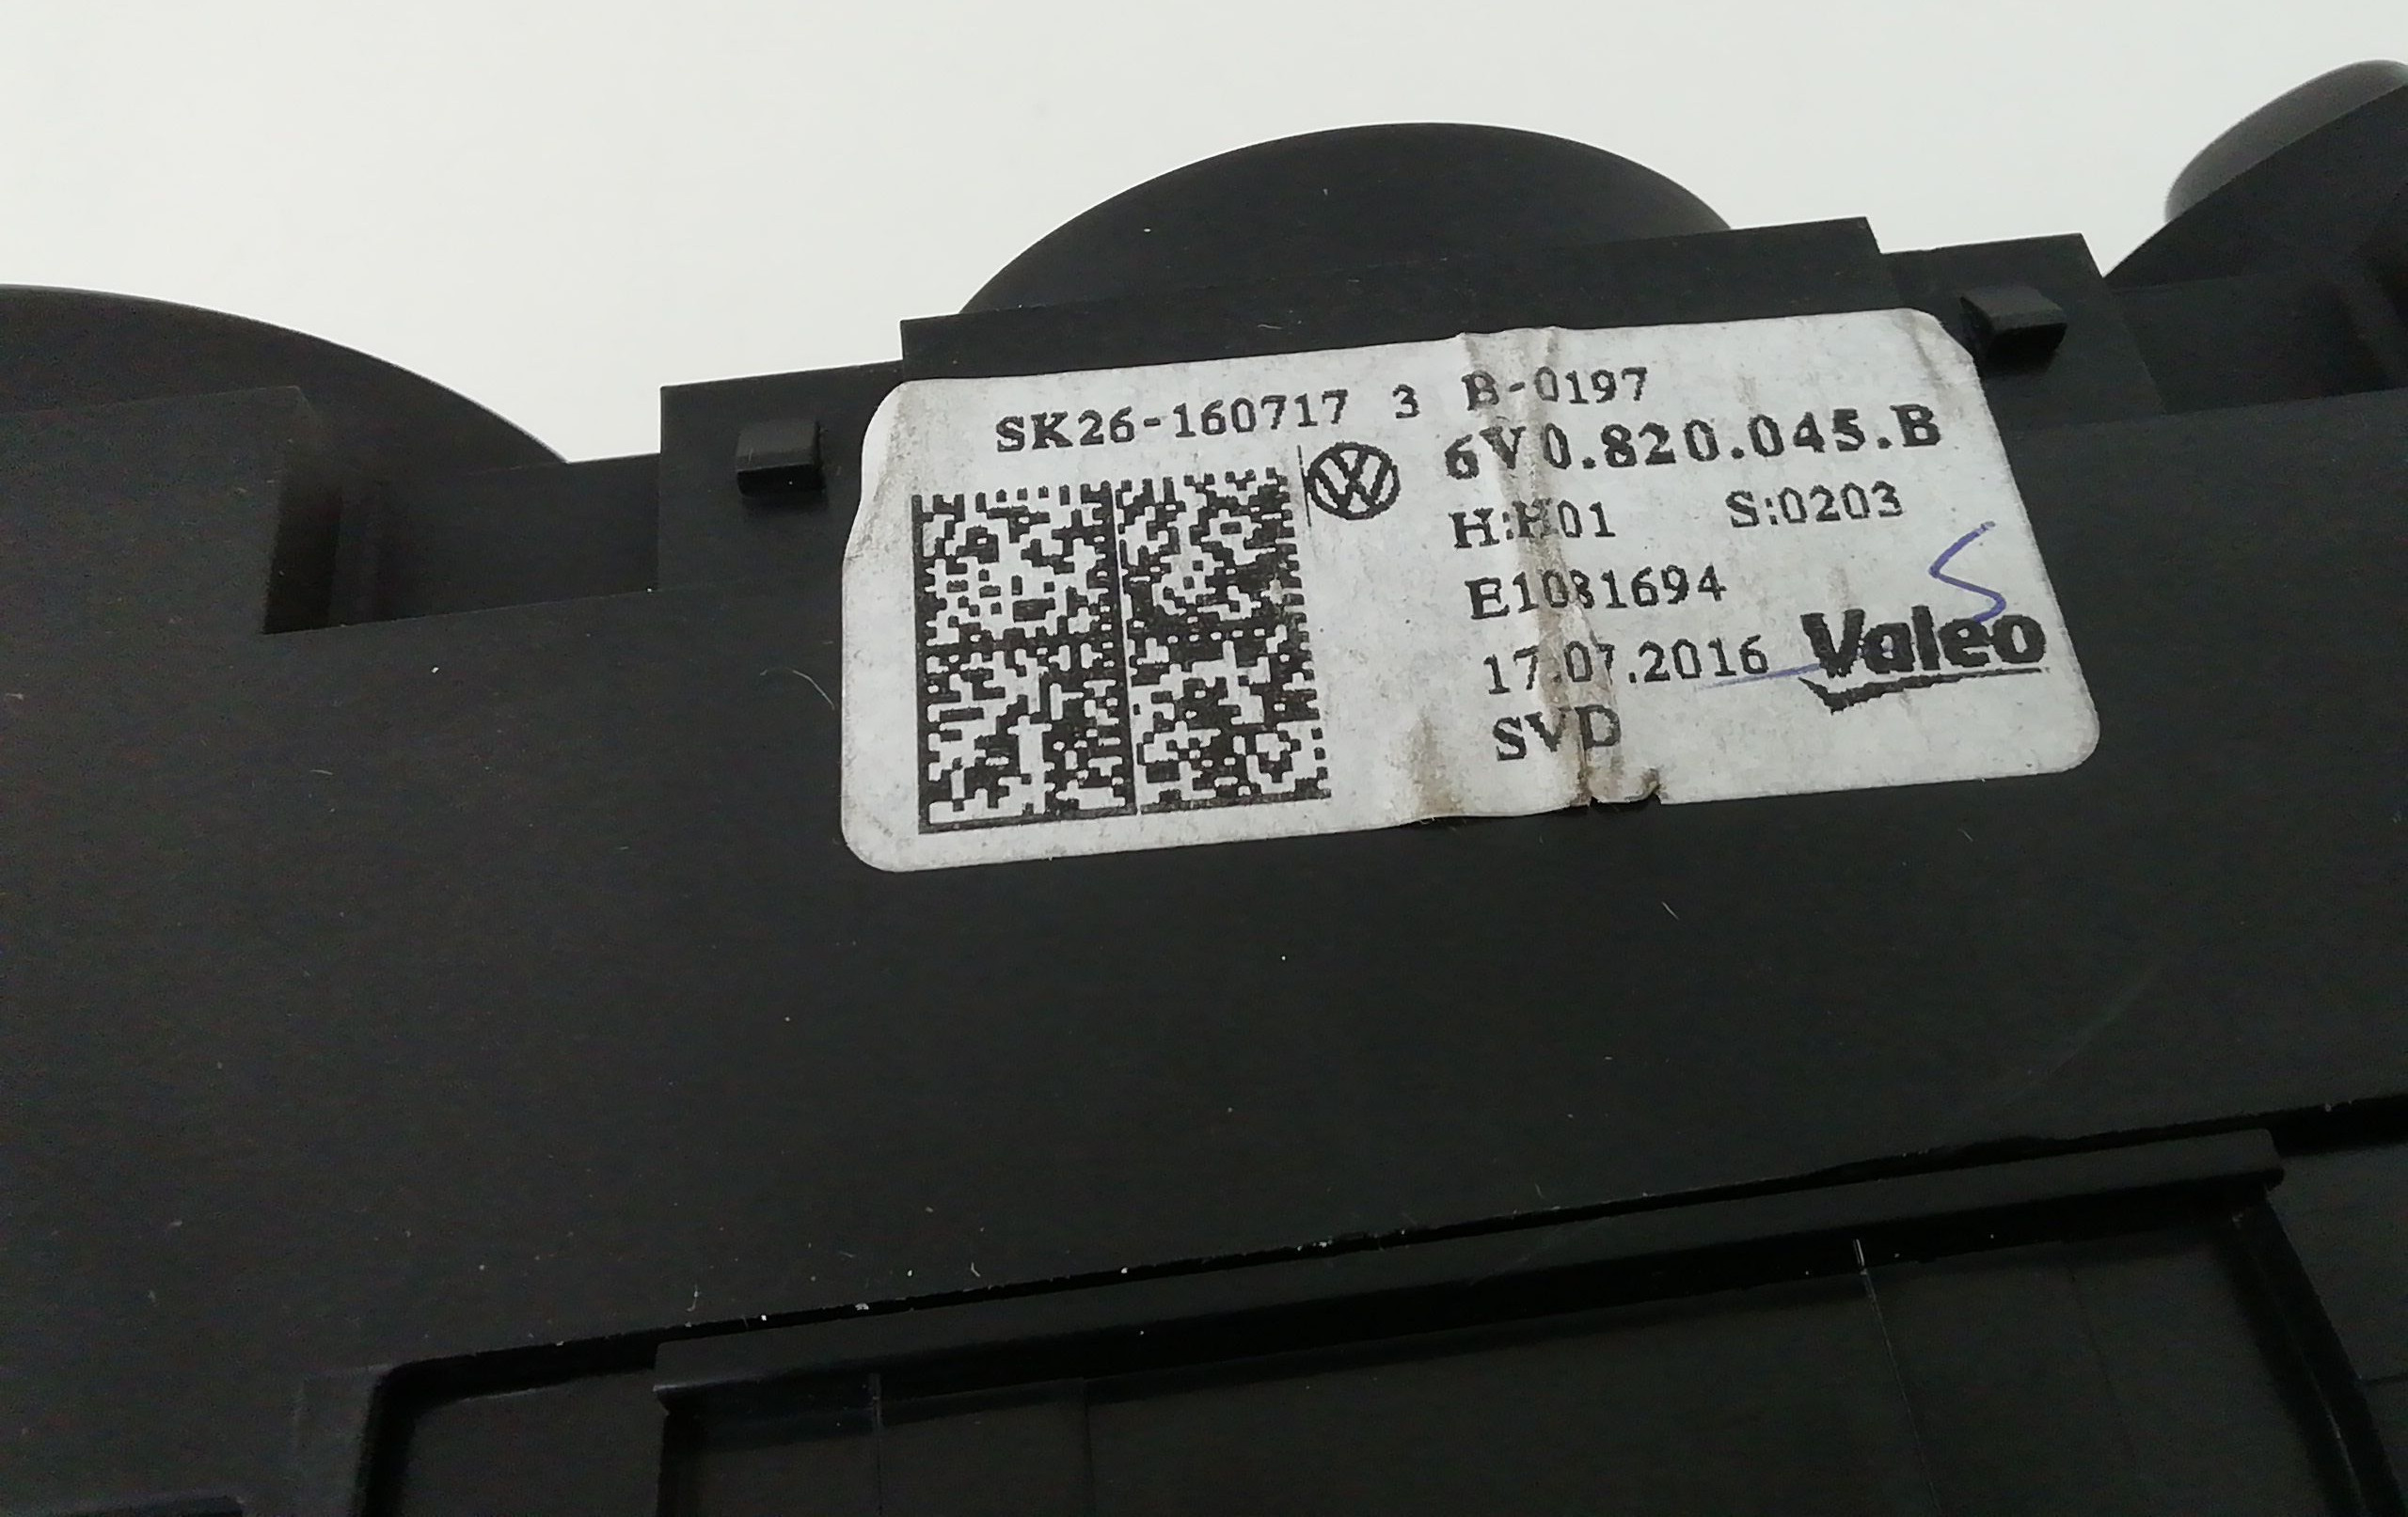 SK26-160717 3 B-0197
6V0.820.045.B
H:H01 S:0203
E1081694
17.07.2016 Valeo
SVD